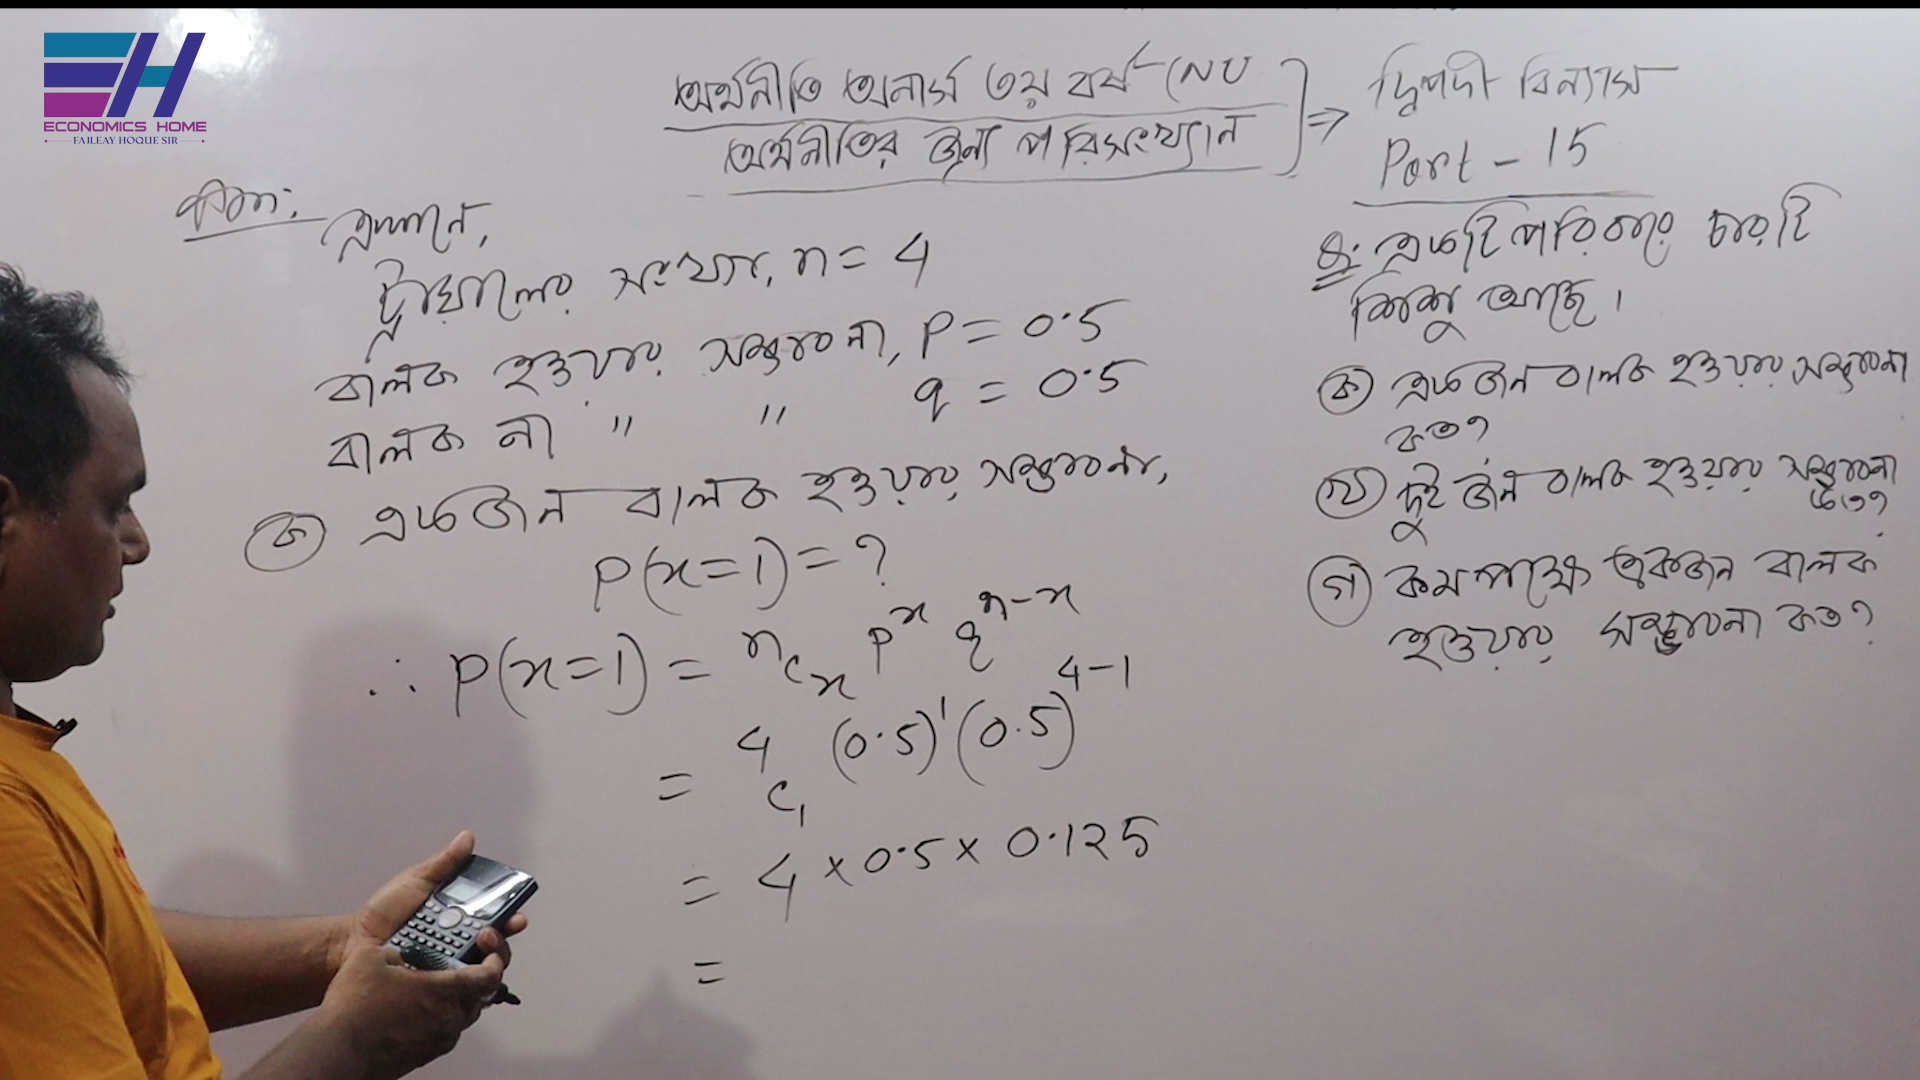 EH
ECONOMICS HOME
FAJLEAY HOQUE SIR
অর্থনীতি অনার্স ৩য় বর্ষ (NU)
অর্থনীতির জন্য পরিসংখ্যান
⇒ দ্বিপদী বিন্যাস
Part - 15
Q: একটি পরিবারে চারটি
শিশু আছে।
(ক) একজন বালক হওয়ার সম্ভাবনা
কত?
(খ) দুই জন বালক হওয়ার সম্ভাবনা
কত?
(গ) কমপক্ষে একজন বালক
হওয়ার সম্ভাবনা কত?
এখানে,
ট্রায়ালের সংখ্যা, n = 4
বালক হওয়ার সম্ভাবনা, P = 0.5
বালক না " " q = 0.5
(ক) একজন বালক হওয়ার সম্ভাবনা,
P(x=1) = ?
∴ P(x=1) = ⁿCₓ pˣ qⁿ⁻ˣ
= ⁴C₁ (0.5)¹ (0.5)⁴⁻¹
= 4 × 0.5 × 0.125
=